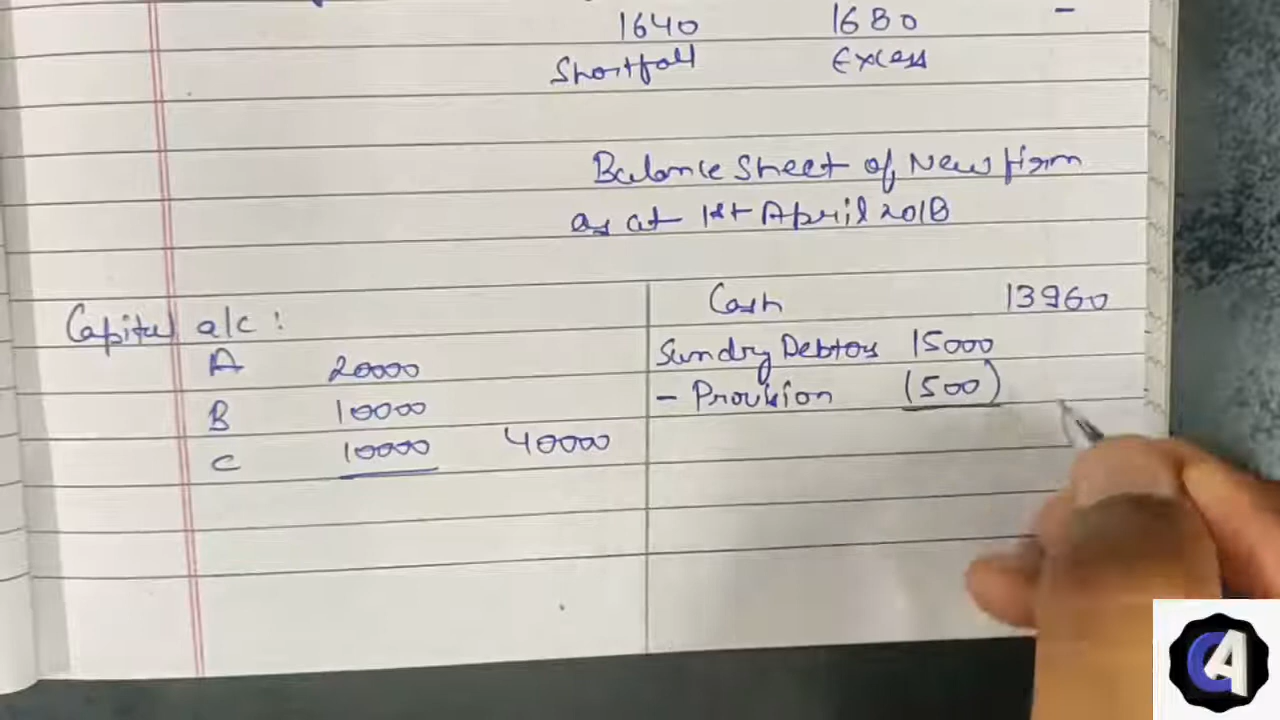 1640 1680 -
Shortfall Excess
Balance Sheet of New firm
as at 1st April 2018
Capital a/c :
A 20000
B 10000
C 10000 40000
Cash 13960
Sundry Debtors 15000
- Provision (500)
CA